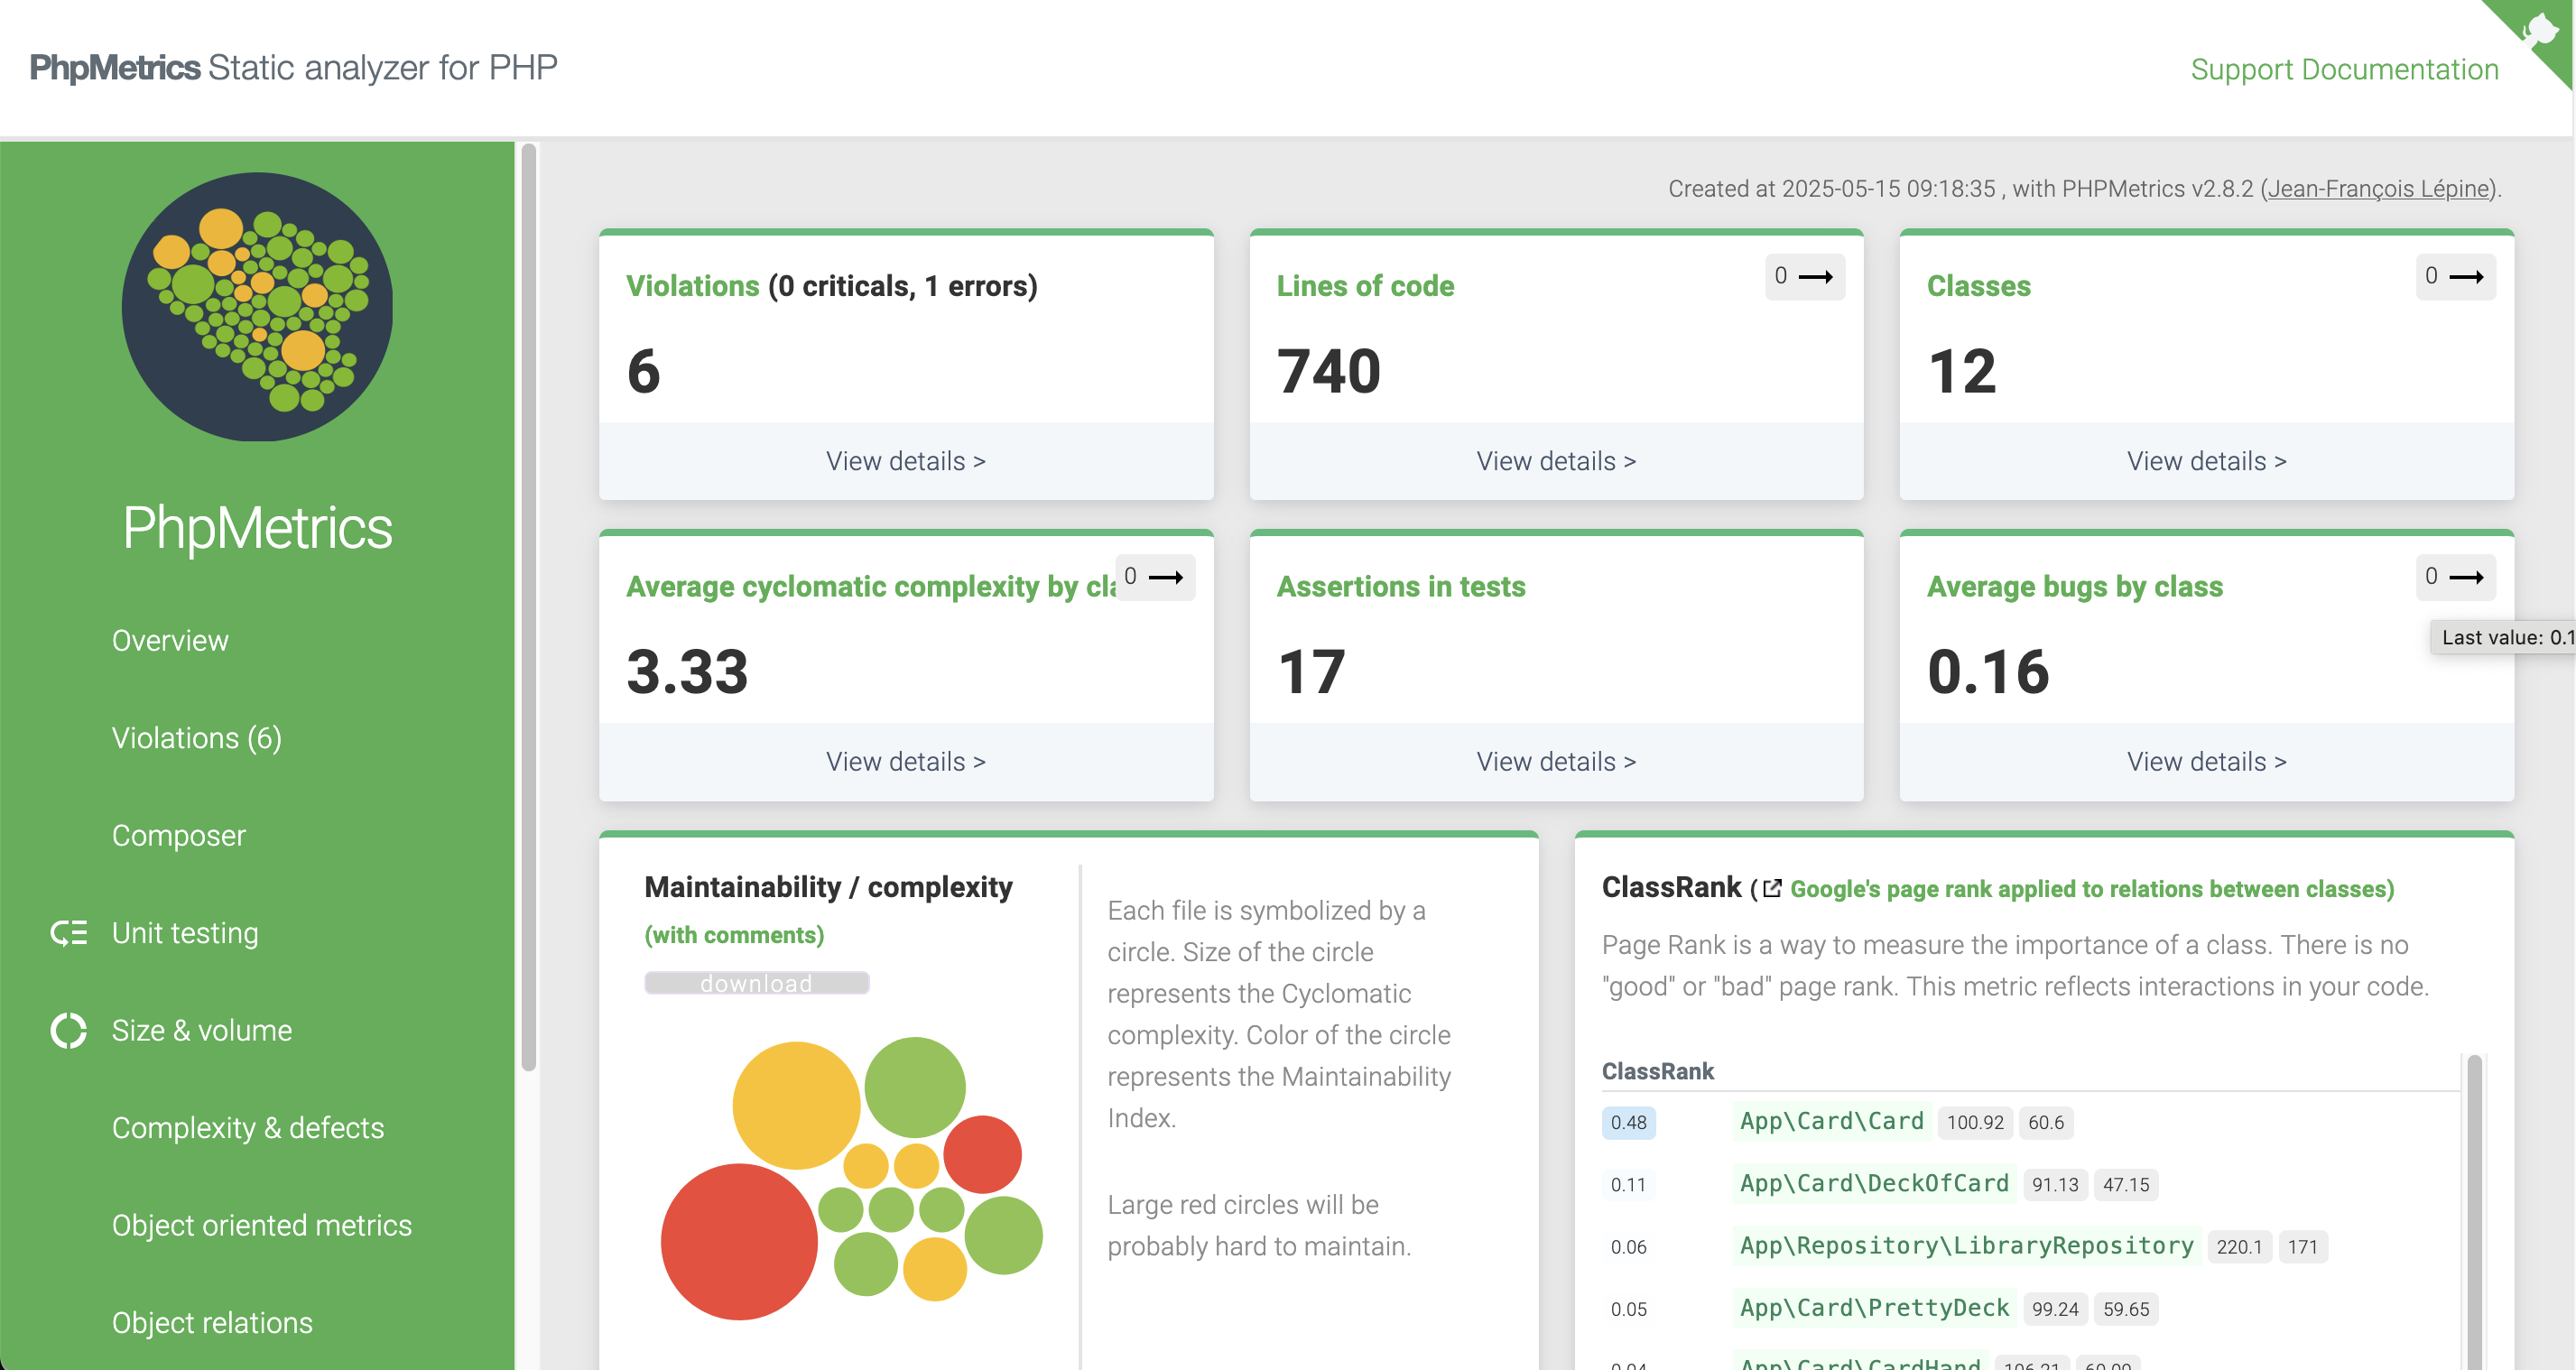 PhpMetrics Static analyzer for PHP
Support Documentation
PhpMetrics
Overview
Violations (6)
Composer
Unit testing
Size & volume
Complexity & defects
Object oriented metrics
Object relations
Created at 2025-05-15 09:18:35 , with PHPMetrics v2.8.2 (Jean-François Lépine).
Violations (0 criticals, 1 errors)
6
View details >
Lines of code
0
740
View details >
Classes
0
12
View details >
Average cyclomatic complexity by cla
0
3.33
View details >
Assertions in tests
17
View details >
Average bugs by class
0
Last value: 0.1
0.16
View details >
Maintainability / complexity
(with comments)
download
Each file is symbolized by a
circle. Size of the circle
represents the Cyclomatic
complexity. Color of the circle
represents the Maintainability
Index.
Large red circles will be
probably hard to maintain.
ClassRank ( Google's page rank applied to relations between classes)
Page Rank is a way to measure the importance of a class. There is no
"good" or "bad" page rank. This metric reflects interactions in your code.
ClassRank
0.48 App\Card\Card 100.92 60.6
0.11 App\Card\DeckOfCard 91.13 47.15
0.06 App\Repository\LibraryRepository 220.1 171
0.05 App\Card\PrettyDeck 99.24 59.65
0.04 App\Card\CardHand 106.21 60.09